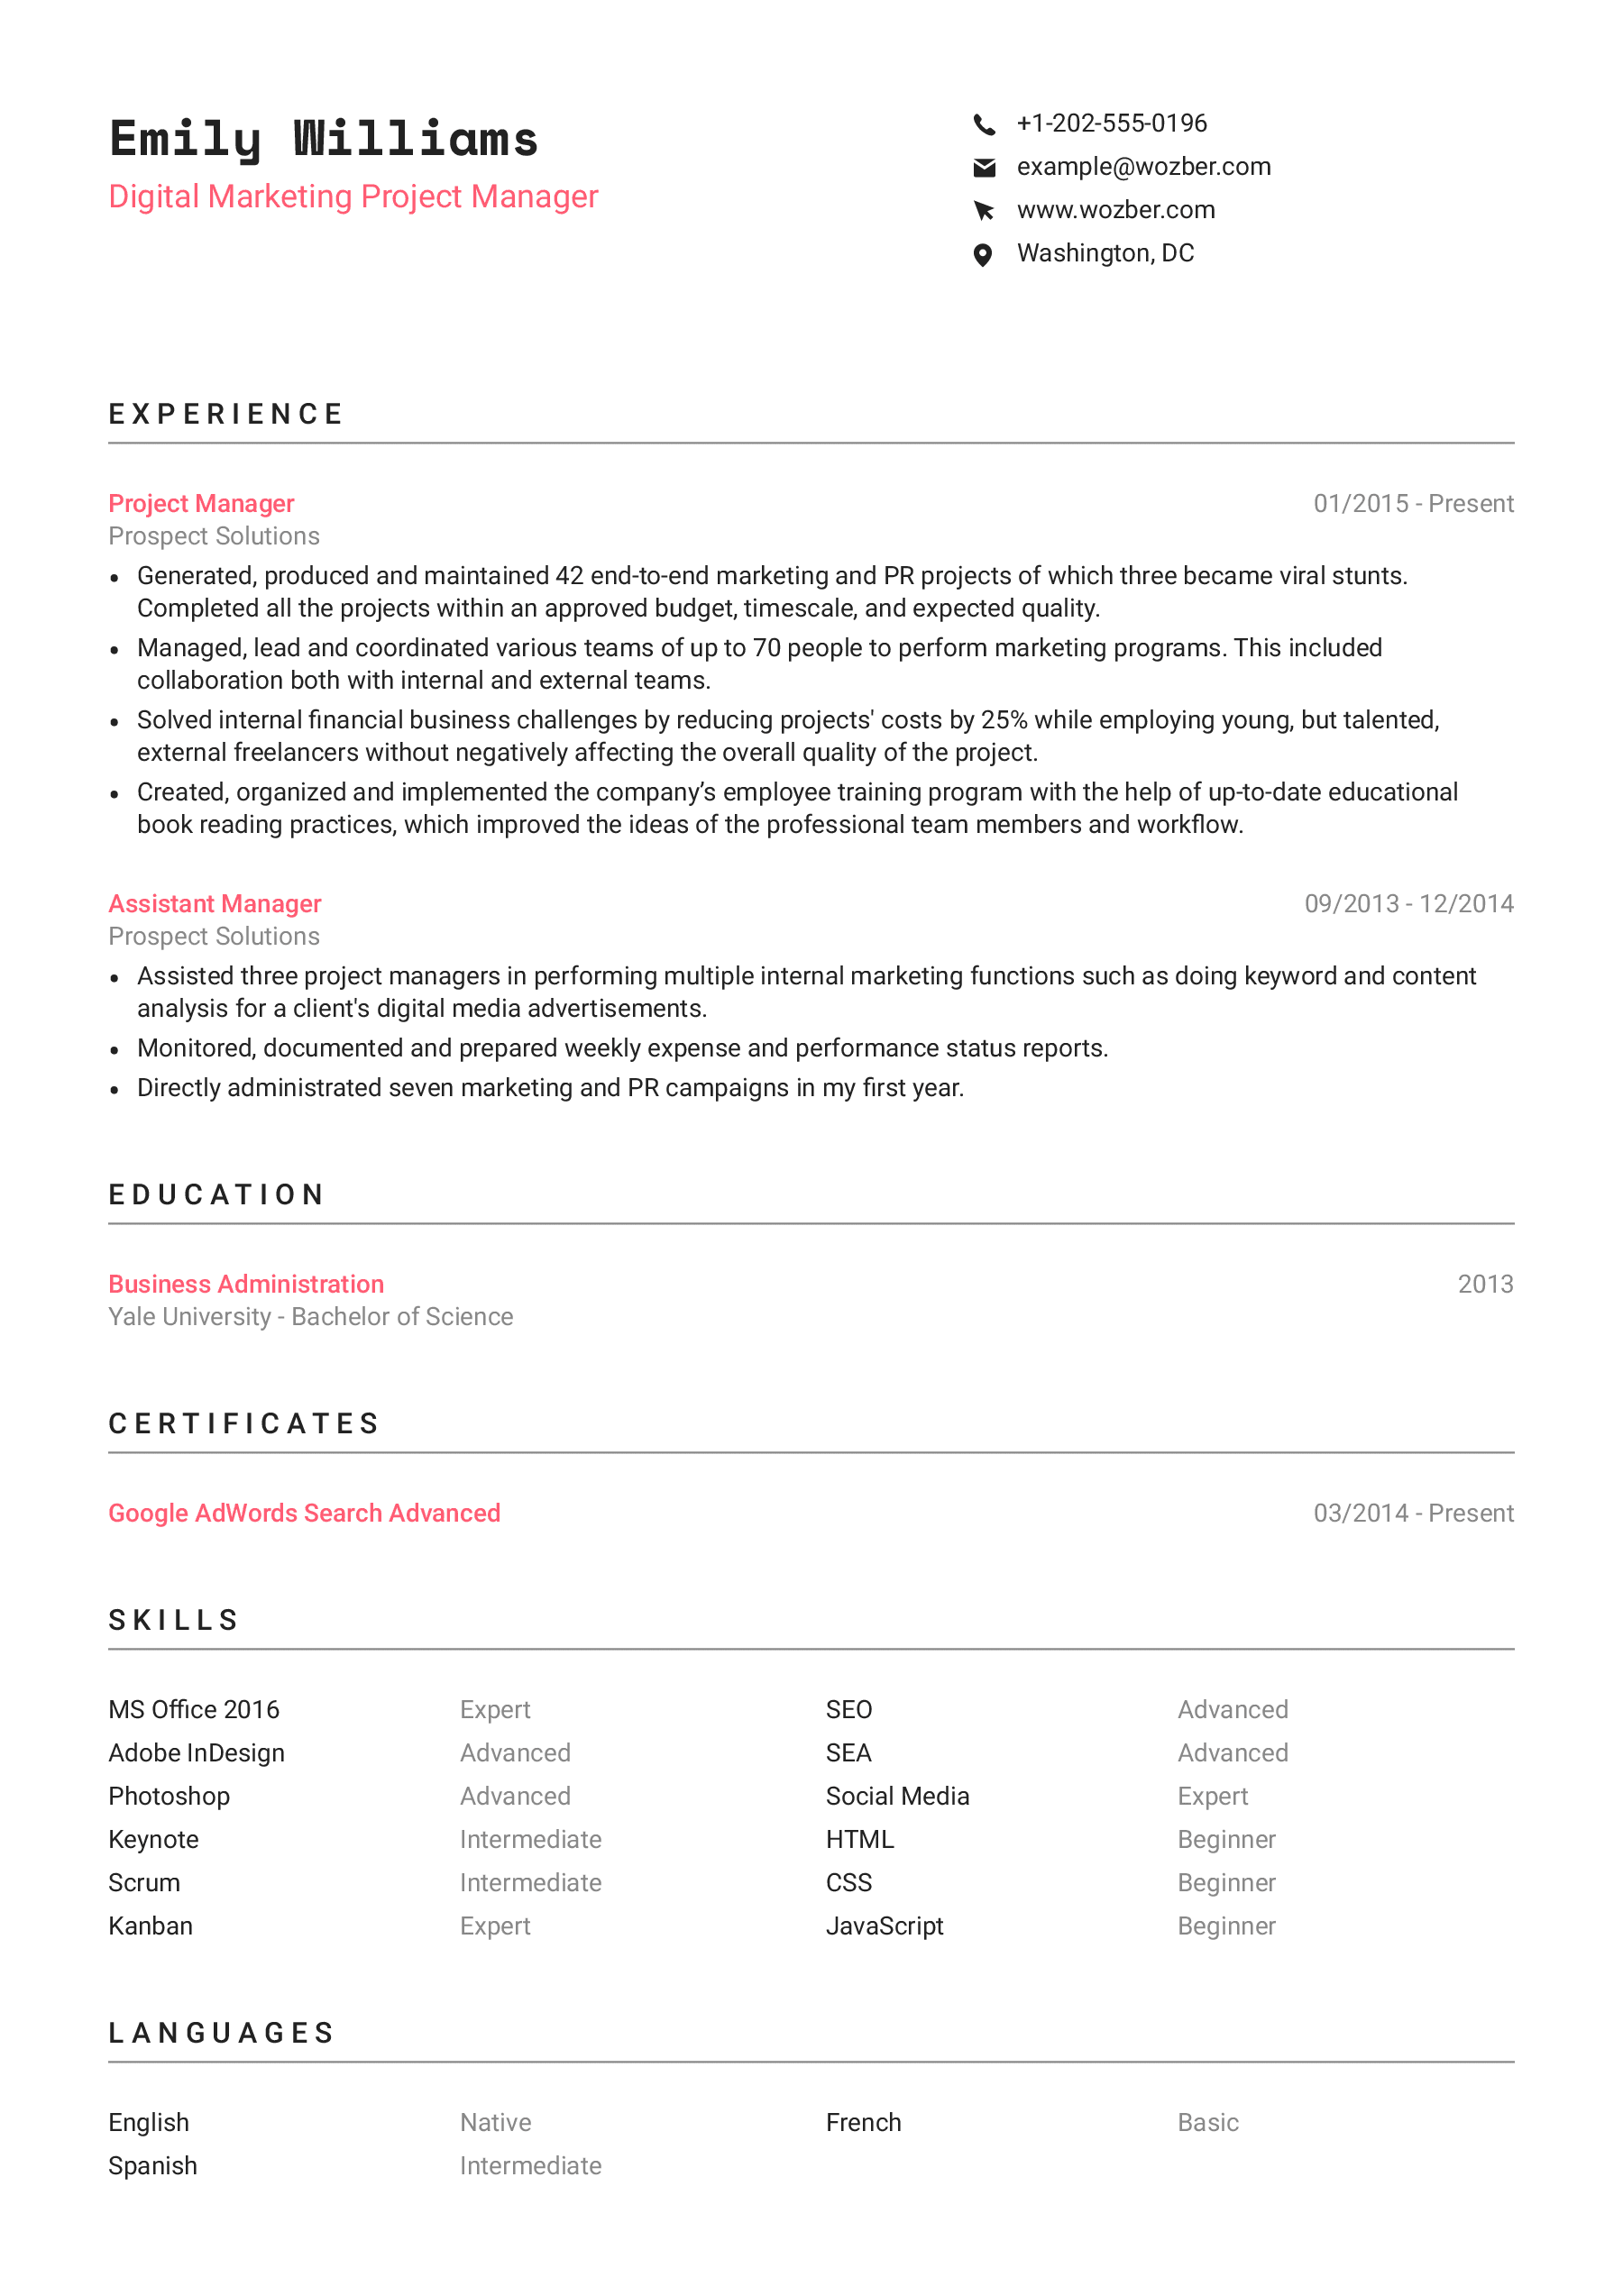 Emily Williams
Digital Marketing Project Manager
+1-202-555-0196
example@wozber.com
www.wozber.com
Washington, DC
EXPERIENCE
Project Manager 01/2015 - Present
Prospect Solutions
• Generated, produced and maintained 42 end-to-end marketing and PR projects of which three became viral stunts.
Completed all the projects within an approved budget, timescale, and expected quality.
• Managed, lead and coordinated various teams of up to 70 people to perform marketing programs. This included
collaboration both with internal and external teams.
• Solved internal financial business challenges by reducing projects' costs by 25% while employing young, but talented,
external freelancers without negatively affecting the overall quality of the project.
• Created, organized and implemented the company’s employee training program with the help of up-to-date educational
book reading practices, which improved the ideas of the professional team members and workflow.
Assistant Manager 09/2013 - 12/2014
Prospect Solutions
• Assisted three project managers in performing multiple internal marketing functions such as doing keyword and content
analysis for a client's digital media advertisements.
• Monitored, documented and prepared weekly expense and performance status reports.
• Directly administrated seven marketing and PR campaigns in my first year.
EDUCATION
Business Administration 2013
Yale University - Bachelor of Science
CERTIFICATES
Google AdWords Search Advanced 03/2014 - Present
SKILLS
MS Office 2016 Expert SEO Advanced
Adobe InDesign Advanced SEA Advanced
Photoshop Advanced Social Media Expert
Keynote Intermediate HTML Beginner
Scrum Intermediate CSS Beginner
Kanban Expert JavaScript Beginner
LANGUAGES
English Native French Basic
Spanish Intermediate